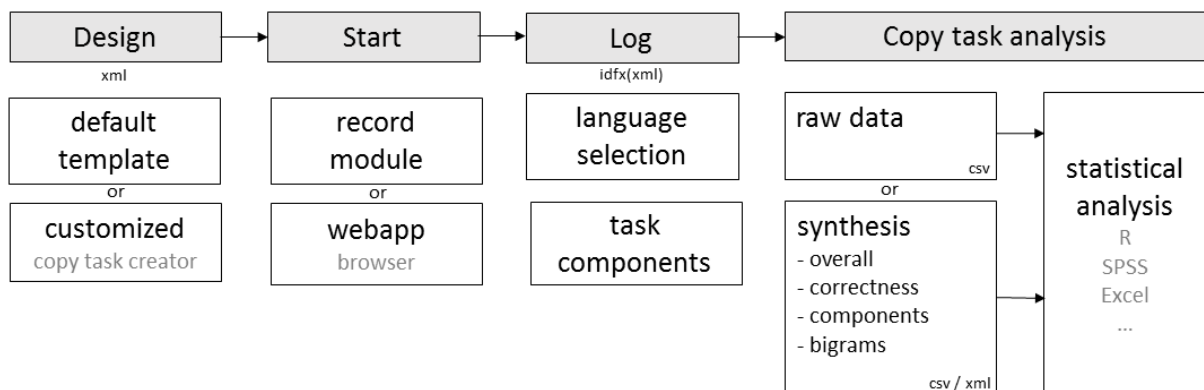 Design
xml
default
template
or
customized
copy task creator
Start
record
module
or
webapp
browser
Log
idfx(xml)
language
selection
task
components
Copy task analysis
raw data
csv
or
synthesis
- overall
- correctness
- components
- bigrams
csv / xml
statistical
analysis
R
SPSS
Excel
...